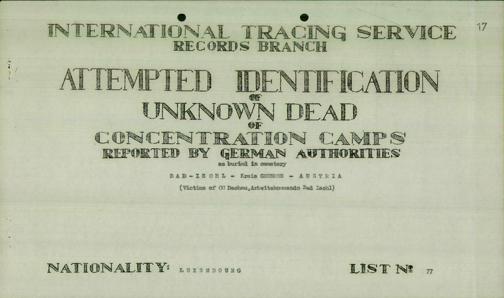 17
INTERNATIONAL TRACING SERVICE
RECORDS BRANCH
ATTEMPTED IDENTIFICATION
OF
UNKNOWN DEAD
OF
CONCENTRATION CAMPS
REPORTED BY GERMAN AUTHORITIES
as buried in cemetery
BAD-ISCHL - Kreis GMUNDEN - AUSTRIA
(Victims of CC Dachau,Arbeitskommando Bad Ischl)
NATIONALITY: LUXEMBOURG
LIST Nº 77